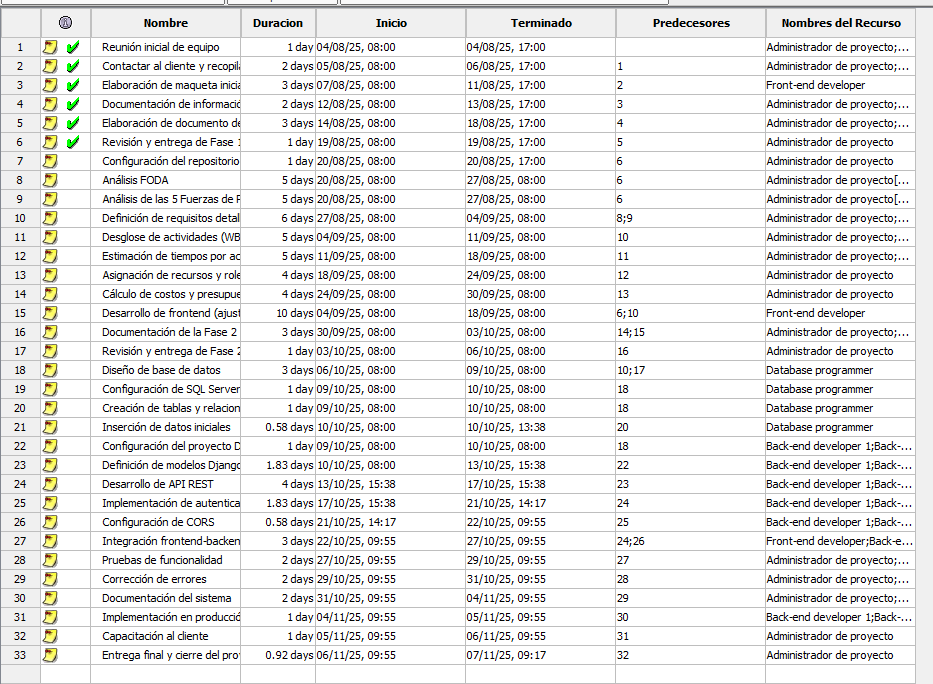 Nombre Duracion Inicio Terminado Predecesores Nombres del Recurso
1 Reunión inicial de equipo 1 day 04/08/25, 08:00 04/08/25, 17:00 Administrador de proyecto;...
2 Contactar al cliente y recopila 2 days 05/08/25, 08:00 06/08/25, 17:00 1 Administrador de proyecto;...
3 Elaboración de maqueta inicia 3 days 07/08/25, 08:00 11/08/25, 17:00 2 Front-end developer
4 Documentación de informació 2 days 12/08/25, 08:00 13/08/25, 17:00 3 Administrador de proyecto;...
5 Elaboración de documento de 3 days 14/08/25, 08:00 18/08/25, 17:00 4 Administrador de proyecto;...
6 Revisión y entrega de Fase 1 1 day 19/08/25, 08:00 19/08/25, 17:00 5 Administrador de proyecto
7 Configuración del repositorio 1 day 20/08/25, 08:00 20/08/25, 17:00 6 Administrador de proyecto
8 Análisis FODA 5 days 20/08/25, 08:00 27/08/25, 08:00 6 Administrador de proyecto[...
9 Análisis de las 5 Fuerzas de P 5 days 20/08/25, 08:00 27/08/25, 08:00 6 Administrador de proyecto[...
10 Definición de requisitos detal 6 days 27/08/25, 08:00 04/09/25, 08:00 8;9 Administrador de proyecto;...
11 Desglose de actividades (WB 5 days 04/09/25, 08:00 11/09/25, 08:00 10 Administrador de proyecto;...
12 Estimación de tiempos por ac 5 days 11/09/25, 08:00 18/09/25, 08:00 11 Administrador de proyecto;...
13 Asignación de recursos y role 4 days 18/09/25, 08:00 24/09/25, 08:00 12 Administrador de proyecto
14 Cálculo de costos y presupue 4 days 24/09/25, 08:00 30/09/25, 08:00 13 Administrador de proyecto
15 Desarrollo de frontend (ajust 10 days 04/09/25, 08:00 18/09/25, 08:00 6;10 Front-end developer
16 Documentación de la Fase 2 3 days 30/09/25, 08:00 03/10/25, 08:00 14;15 Administrador de proyecto;...
17 Revisión y entrega de Fase 2 1 day 03/10/25, 08:00 06/10/25, 08:00 16 Administrador de proyecto
18 Diseño de base de datos 3 days 06/10/25, 08:00 09/10/25, 08:00 10;17 Database programmer
19 Configuración de SQL Server 1 day 09/10/25, 08:00 10/10/25, 08:00 18 Database programmer
20 Creación de tablas y relacion 1 day 09/10/25, 08:00 10/10/25, 08:00 18 Database programmer
21 Inserción de datos iniciales 0.58 days 10/10/25, 08:00 10/10/25, 13:38 20 Database programmer
22 Configuración del proyecto D 1 day 09/10/25, 08:00 10/10/25, 08:00 18 Back-end developer 1;Back-...
23 Definición de modelos Django 1.83 days 10/10/25, 08:00 13/10/25, 15:38 22 Back-end developer 1;Back-...
24 Desarrollo de API REST 4 days 13/10/25, 15:38 17/10/25, 15:38 23 Back-end developer 1;Back-...
25 Implementación de autentica 1.83 days 17/10/25, 15:38 21/10/25, 14:17 24 Back-end developer 1;Back-...
26 Configuración de CORS 0.58 days 21/10/25, 14:17 22/10/25, 09:55 25 Back-end developer 1;Back-...
27 Integración frontend-backen 3 days 22/10/25, 09:55 27/10/25, 09:55 24;26 Front-end developer;Back-e...
28 Pruebas de funcionalidad 2 days 27/10/25, 09:55 29/10/25, 09:55 27 Administrador de proyecto;...
29 Corrección de errores 2 days 29/10/25, 09:55 31/10/25, 09:55 28 Administrador de proyecto;...
30 Documentación del sistema 2 days 31/10/25, 09:55 04/11/25, 09:55 29 Administrador de proyecto;...
31 Implementación en producció 1 day 04/11/25, 09:55 05/11/25, 09:55 30 Back-end developer 1;Back-...
32 Capacitación al cliente 1 day 05/11/25, 09:55 06/11/25, 09:55 31 Administrador de proyecto
33 Entrega final y cierre del pro 0.92 days 06/11/25, 09:55 07/11/25, 09:17 32 Administrador de proyecto